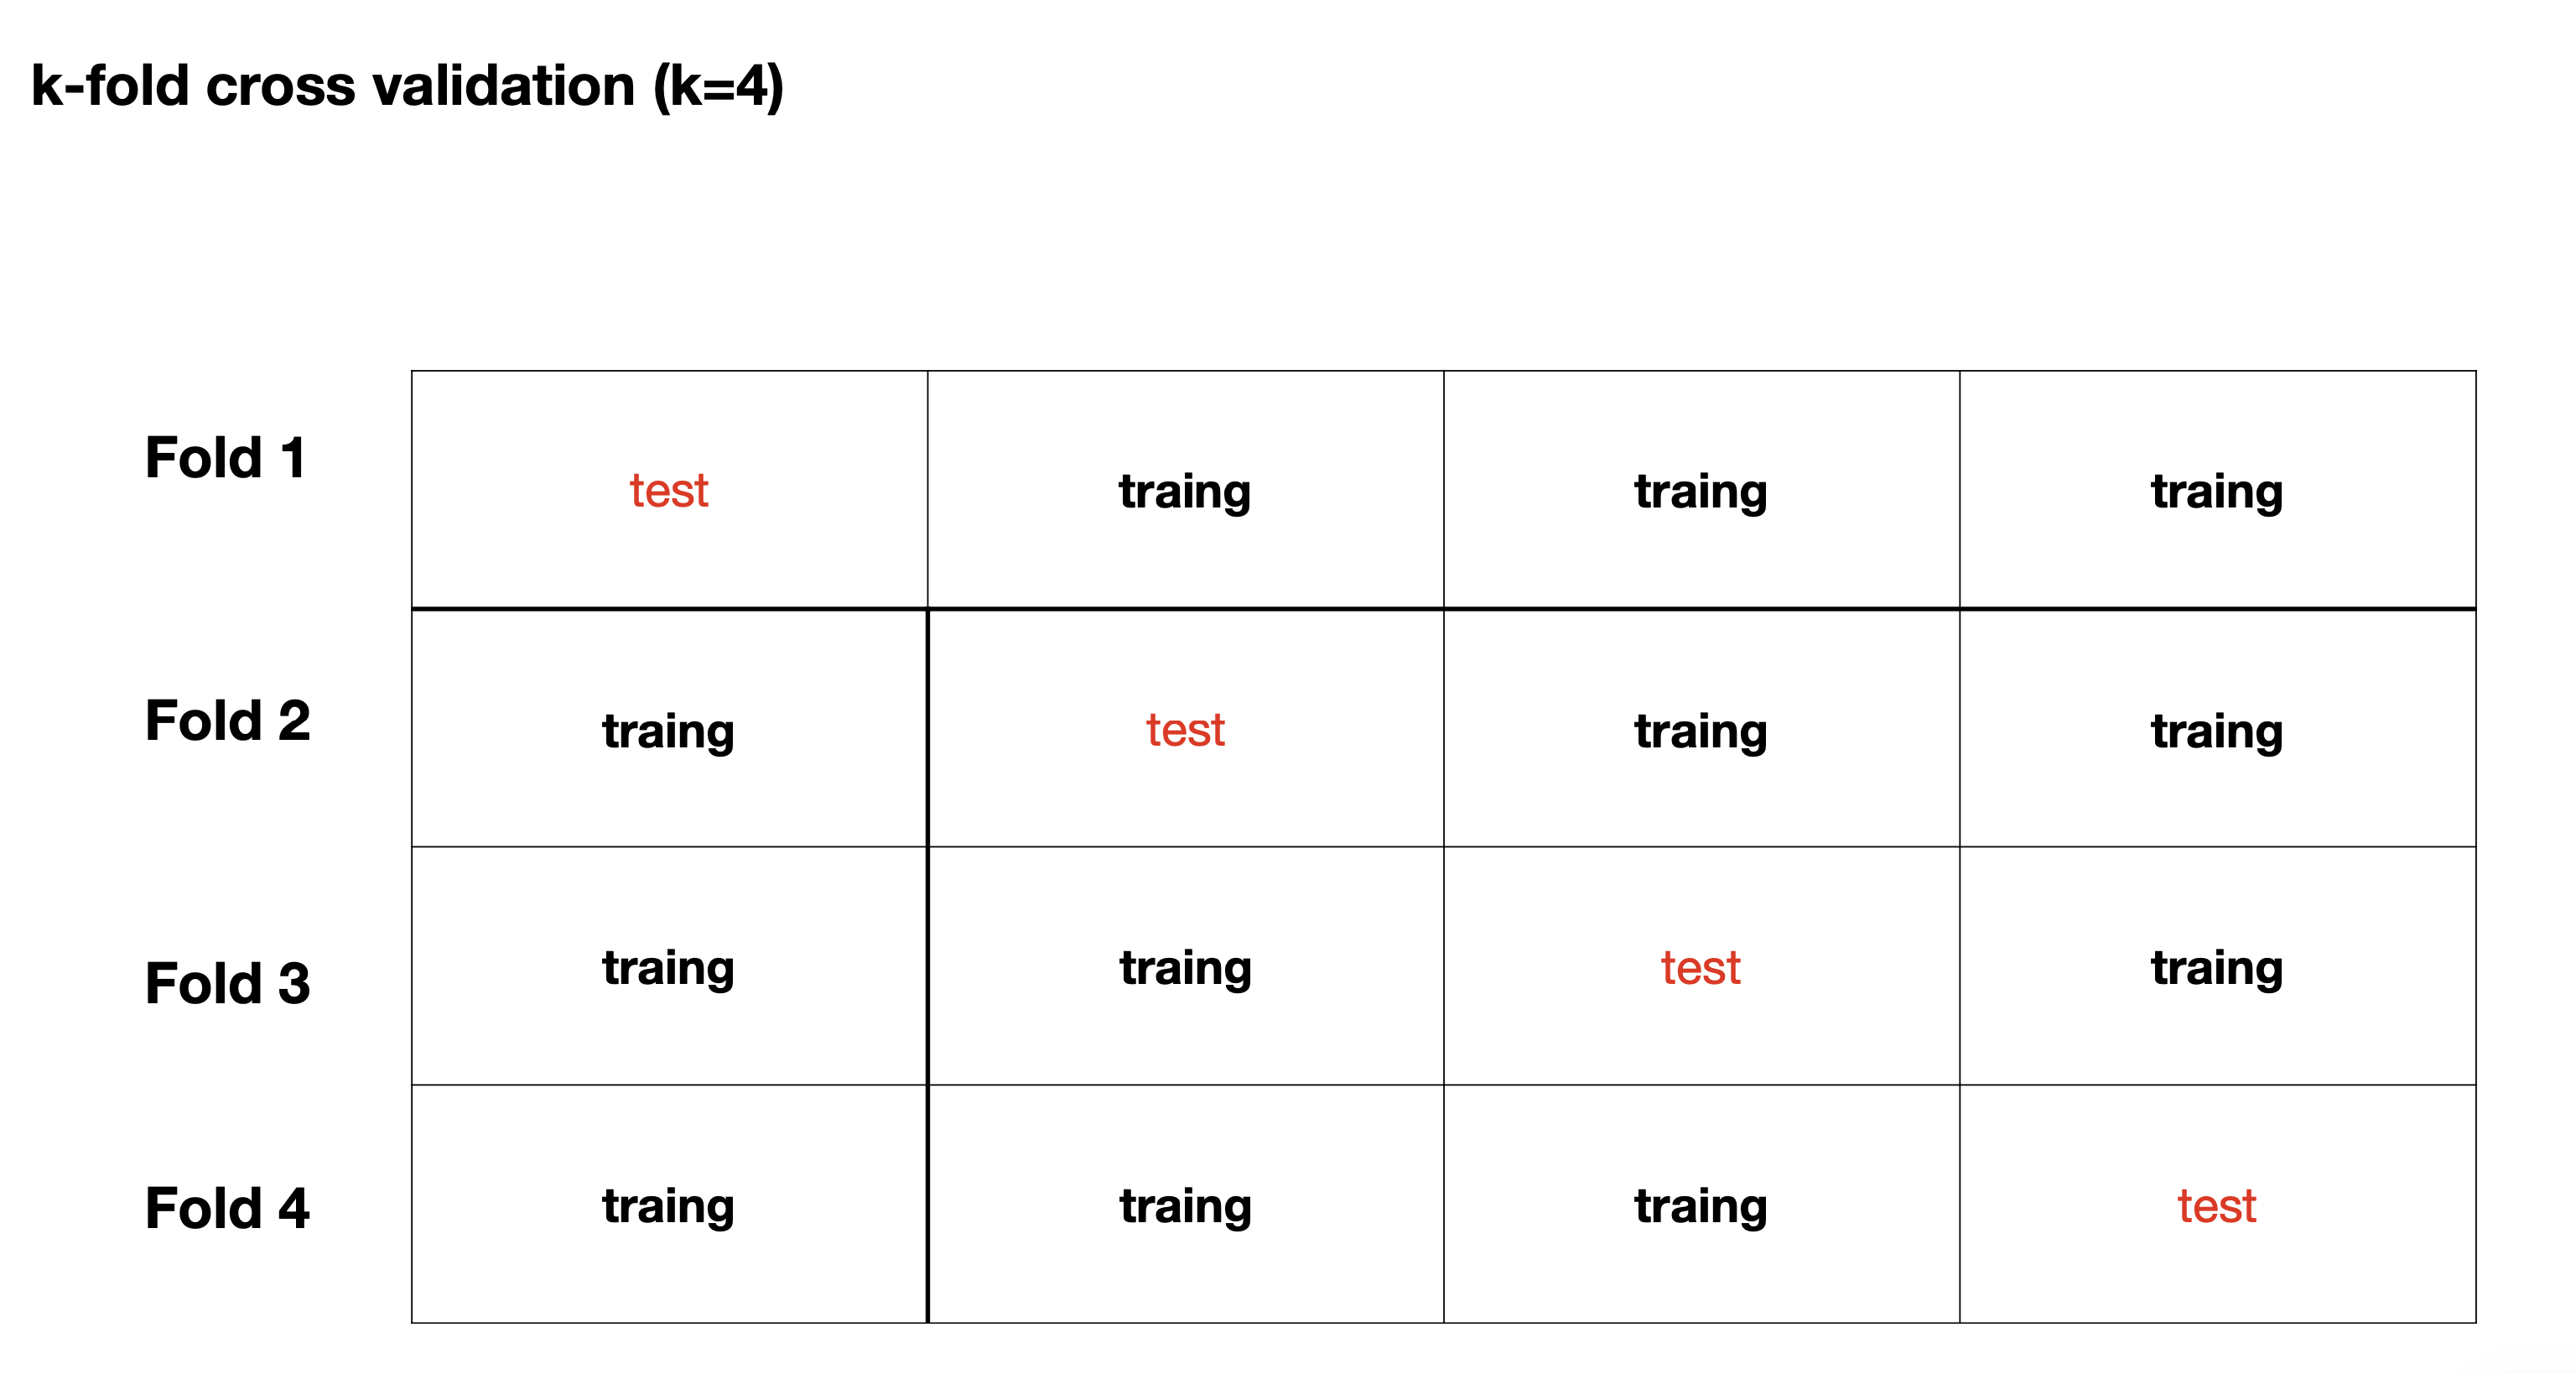 k-fold cross validation (k=4)
Fold 1 test traing traing traing
Fold 2 traing test traing traing
Fold 3 traing traing test traing
Fold 4 traing traing traing test